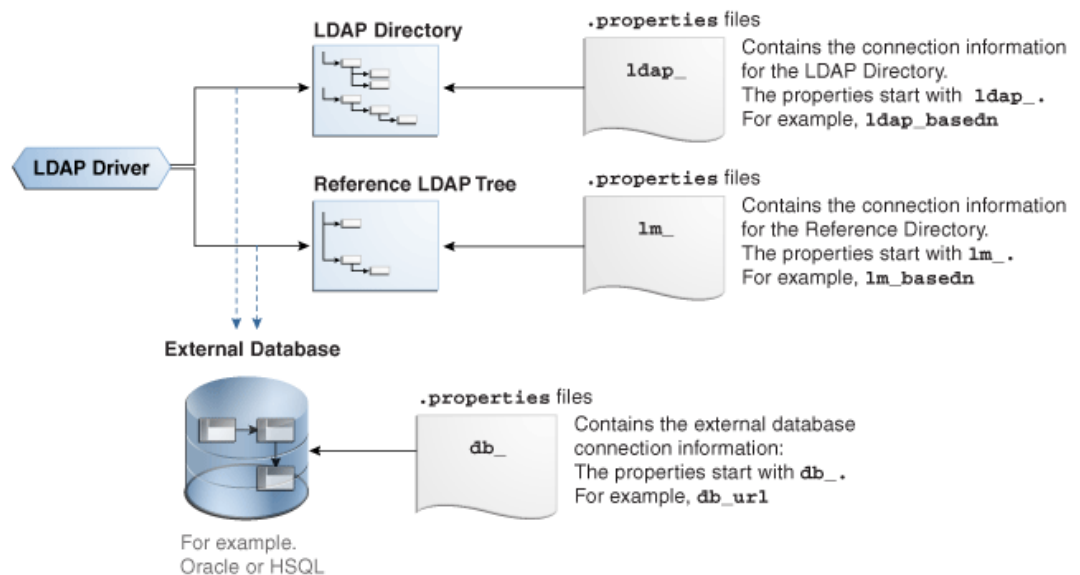 LDAP Directory
.properties files
ldap_
Contains the connection information
for the LDAP Directory.
The properties start with ldap_.
For example, ldap_basedn
LDAP Driver
Reference LDAP Tree
.properties files
lm_
Contains the connection information
for the Reference Directory.
The properties start with lm_.
For example, lm_basedn
External Database
.properties files
db_
Contains the external database
connection information:
The properties start with db_.
For example, db_url
For example.
Oracle or HSQL